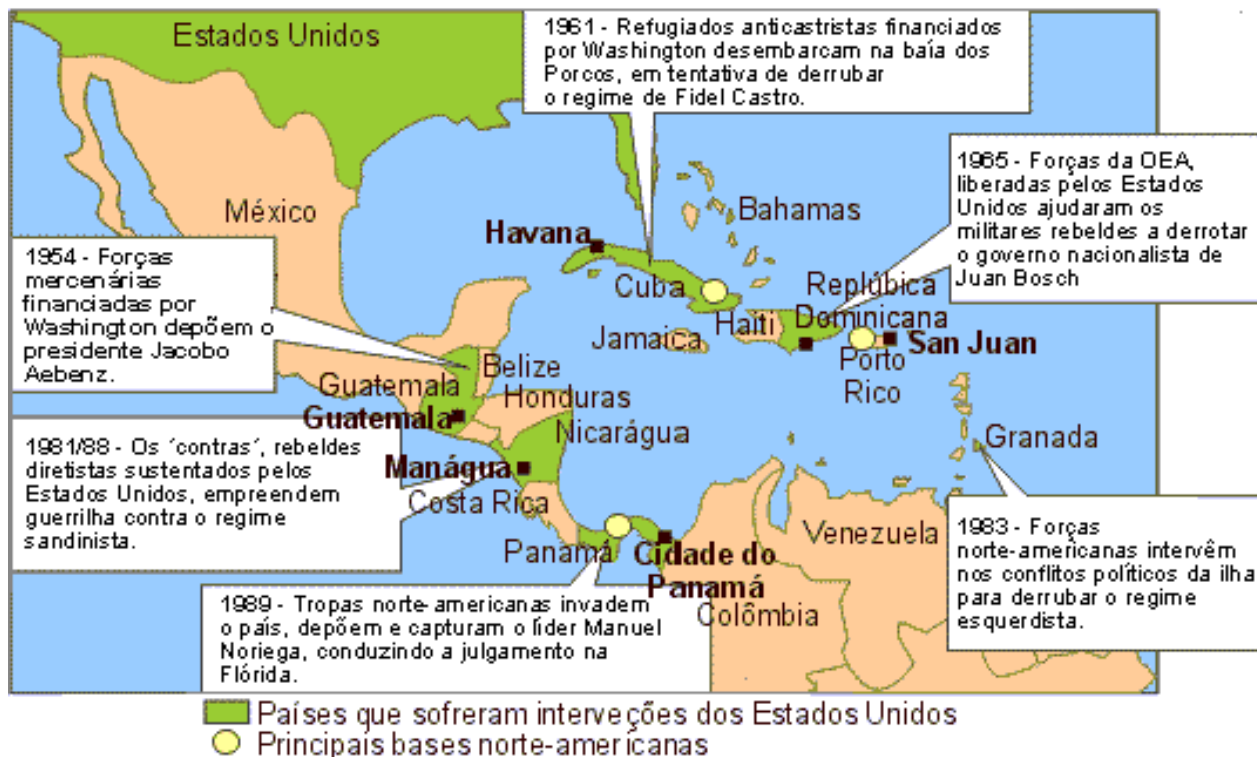 Estados Unidos
1961 - Refugiados anticastristas financiados
por Washington desembarcam na baía dos
Porcos, em tentativa de derrubar
o regime de Fidel Castro.
1965 - Forças da OEA,
liberadas pelos Estados
Unidos ajudaram os
militares rebeldes a derrotar
o governo nacionalista de
Juan Bosch
México
Bahamas
Havana
1954 - Forças
mercenárias
financiadas por
Washington depõem o
presidente Jacobo
Aebenz.
Cuba
Replúbica
Dominicana
Haiti
Jamaica
San Juan
Porto
Rico
Belize
Guatemala
Honduras
Guatemala
Nicarágua
Granada
1981/88 - Os ´contras´, rebeldes
diretistas sustentados pelos
Estados Unidos, empreendem
guerrilha contra o regime
sandinista.
Manágua
Costa Rica
Venezuela
Panamá
Cidade do
Panamá
Colômbia
1983 - Forças
norte-americanas intervêm
nos conflitos políticos da ilha
para derrubar o regime
esquerdista.
1989 - Tropas norte-americanas invadem
o país, depõem e capturam o líder Manuel
Noriega, conduzindo a julgamento na
Flórida.
Países que sofreram interveções dos Estados Unidos
Principais bases norte-americanas